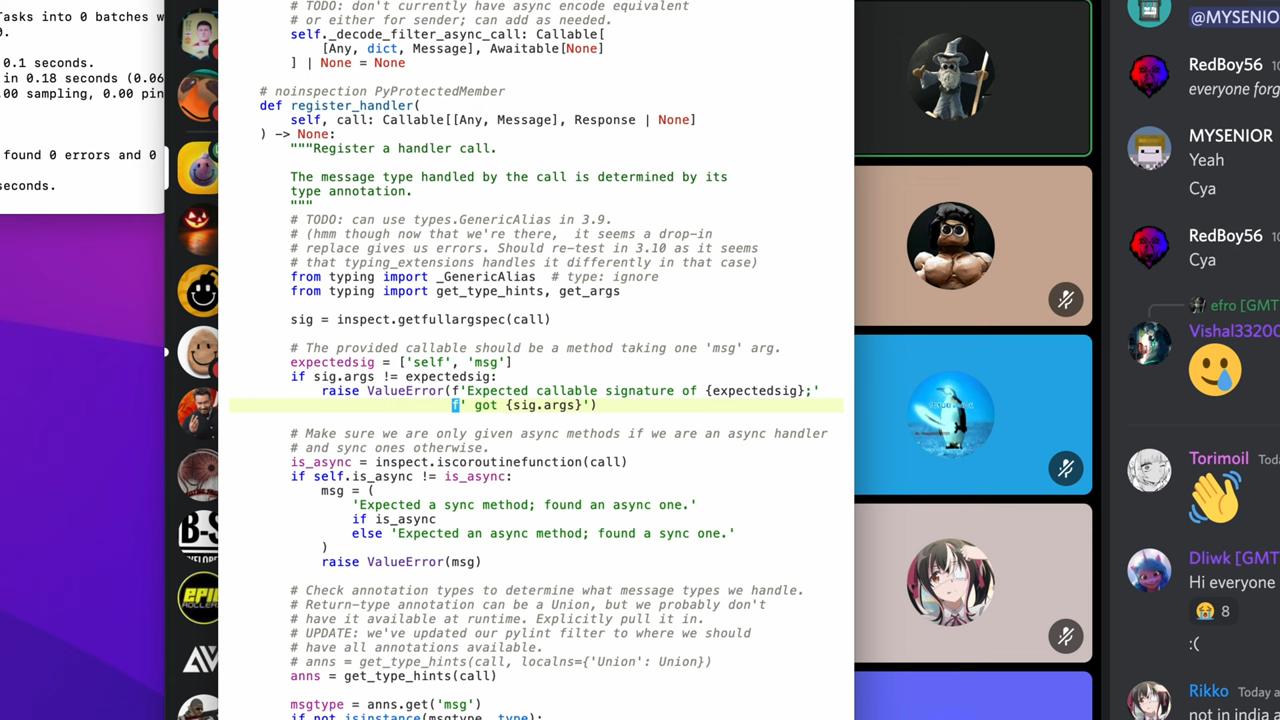 Tasks into 0 batches w
0.
0.1 seconds.
in 0.18 seconds (0.06
.00 sampling, 0.00 pin
found 0 errors and 0
seconds.
# TODO: don't currently have async encode equivalent
# or either for sender; can add as needed.
self._decode_filter_async_call: Callable[
[Any, dict, Message], Awaitable[None]
] | None = None
# noinspection PyProtectedMember
def register_handler(
self, call: Callable[[Any, Message], Response | None]
) -> None:
"""Register a handler call.
The message type handled by the call is determined by its
type annotation.
"""
# TODO: can use types.GenericAlias in 3.9.
# (hmm though now that we're there,  it seems a drop-in
# replace gives us errors. Should re-test in 3.10 as it seems
# that typing_extensions handles it differently in that case)
from typing import _GenericAlias  # type: ignore
from typing import get_type_hints, get_args
sig = inspect.getfullargspec(call)
# The provided callable should be a method taking one 'msg' arg.
expectedsig = ['self', 'msg']
if sig.args != expectedsig:
raise ValueError(f'Expected callable signature of {expectedsig};'
f' got {sig.args}')
# Make sure we are only given async methods if we are an async handler
# and sync ones otherwise.
is_async = inspect.iscoroutinefunction(call)
if self.is_async != is_async:
msg = (
'Expected a sync method; found an async one.'
if is_async
else 'Expected an async method; found a sync one.'
)
raise ValueError(msg)
# Check annotation types to determine what message types we handle.
# Return-type annotation can be a Union, but we probably don't
# have it available at runtime. Explicitly pull it in.
# UPDATE: we've updated our pylint filter to where we should
# have all annotations available.
# anns = get_type_hints(call, localns={'Union': Union})
anns = get_type_hints(call)
msgtype = anns.get('msg')
if not isinstance(msgtype, type):
@MYSENIOR
RedBoy56
everyone forg
MYSENIOR
Yeah
Cya
RedBoy56
Cya
efro [GMT
Vishal33200
Torimoil Toda
Dliwk [GMT
Hi everyone
8
:(
Rikko Today a
not in india a